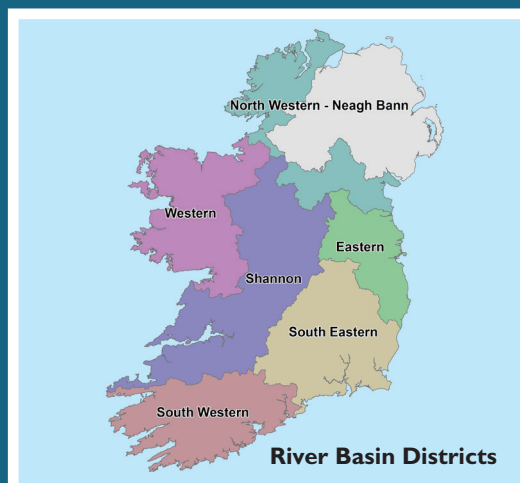 North Western - Neagh Bann
Western
Eastern
Shannon
South Eastern
South Western
River Basin Districts